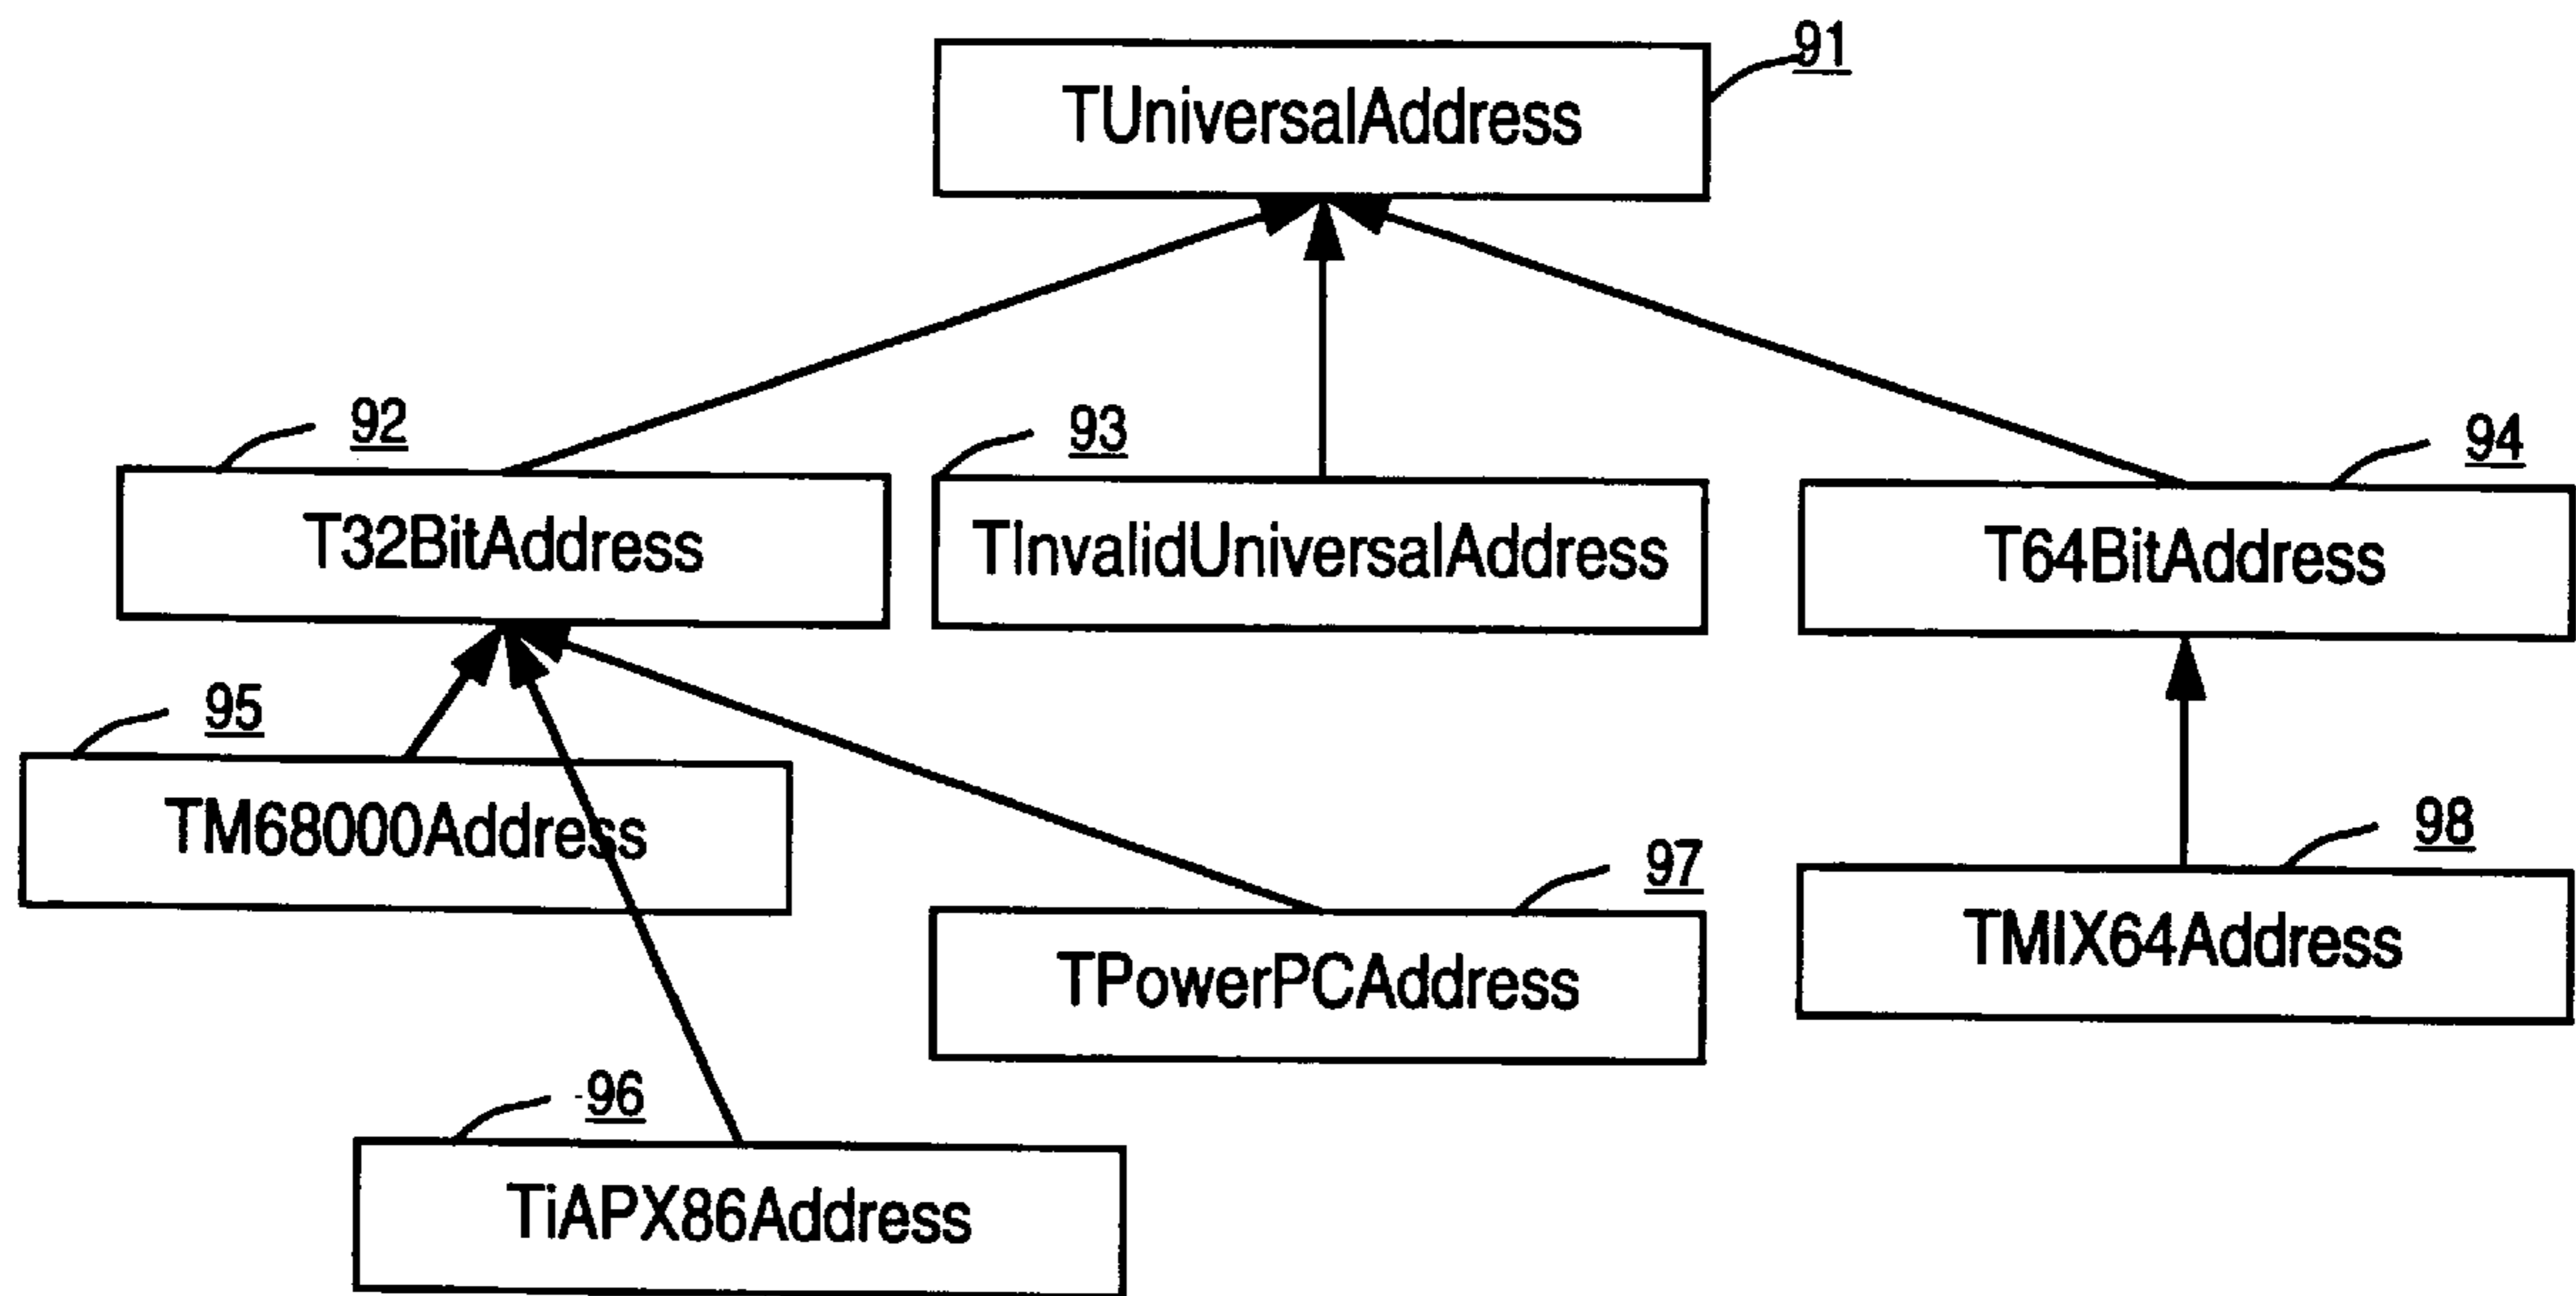 91
TUniversalAddress
92
93
94
T32BitAddress
TInvalidUniversalAddress
T64BitAddress
95
TM68000Address
97
98
TPowerPCAddress
TMIX64Address
96
TiAPX86Address